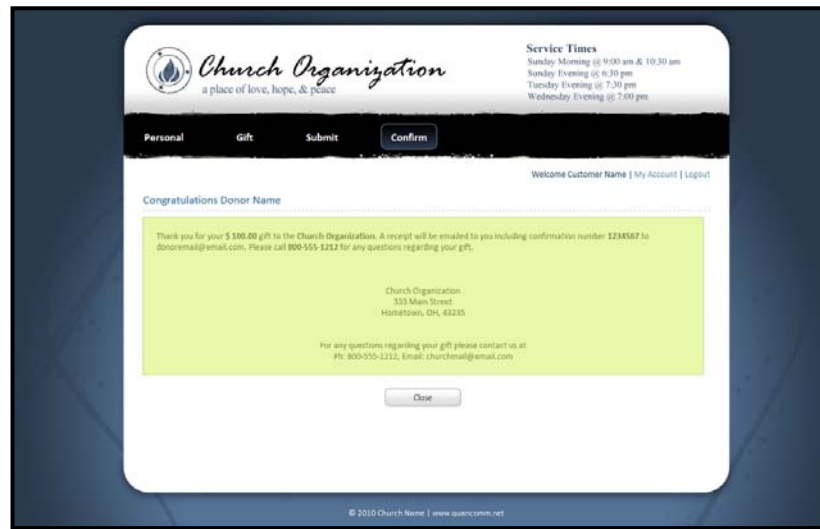 Church Organization
a place of love, hope, & peace
Service Times
Sunday Morning @ 9:00 am & 10:30 am
Sunday Evening @ 6:30 pm
Tuesday Evening @ 7:30 pm
Wednesday Evening @ 7:00 pm
Personal Gift Submit Confirm
Welcome Customer Name | My Account | Logout
Congratulations Donor Name
Thank you for your $ 100.00 gift to the Church Organization. A receipt will be emailed to you including confirmation number 1234567 to
donoremail@email.com. Please call 800-555-1212 for any questions regarding your gift.
Church Organization
333 Main Street
Hometown, OH, 43235
For any questions regarding your gift please contact us at
Ph: 800-555-1212, Email: churchmail@email.com
Close
© 2010 Church Name | www.quancomm.net